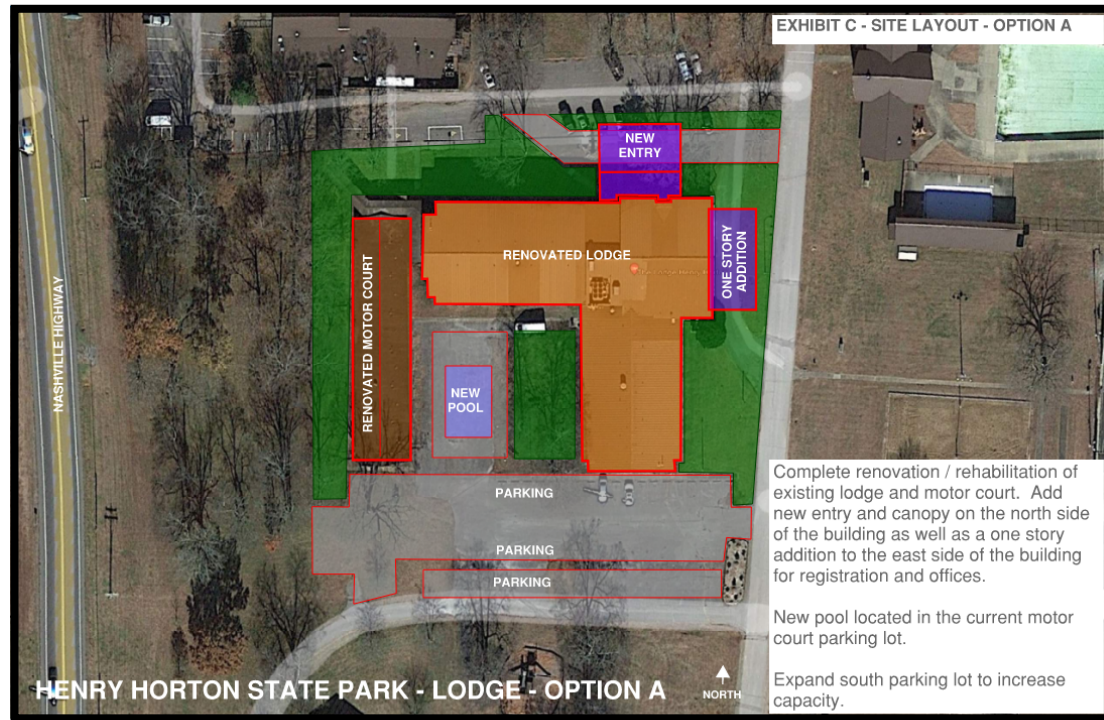 EXHIBIT C - SITE LAYOUT - OPTION A
NEW
ENTRY
RENOVATED LODGE
ONE STORY
ADDITION
RENOVATED MOTOR COURT
NASHVILLE HIGHWAY
NEW
POOL
PARKING
PARKING
PARKING
Complete renovation / rehabilitation of
existing lodge and motor court. Add
new entry and canopy on the north side
of the building as well as a one story
addition to the east side of the building
for registration and offices.
New pool located in the current motor
court parking lot.
Expand south parking lot to increase
capacity.
HENRY HORTON STATE PARK - LODGE - OPTION A
NORTH